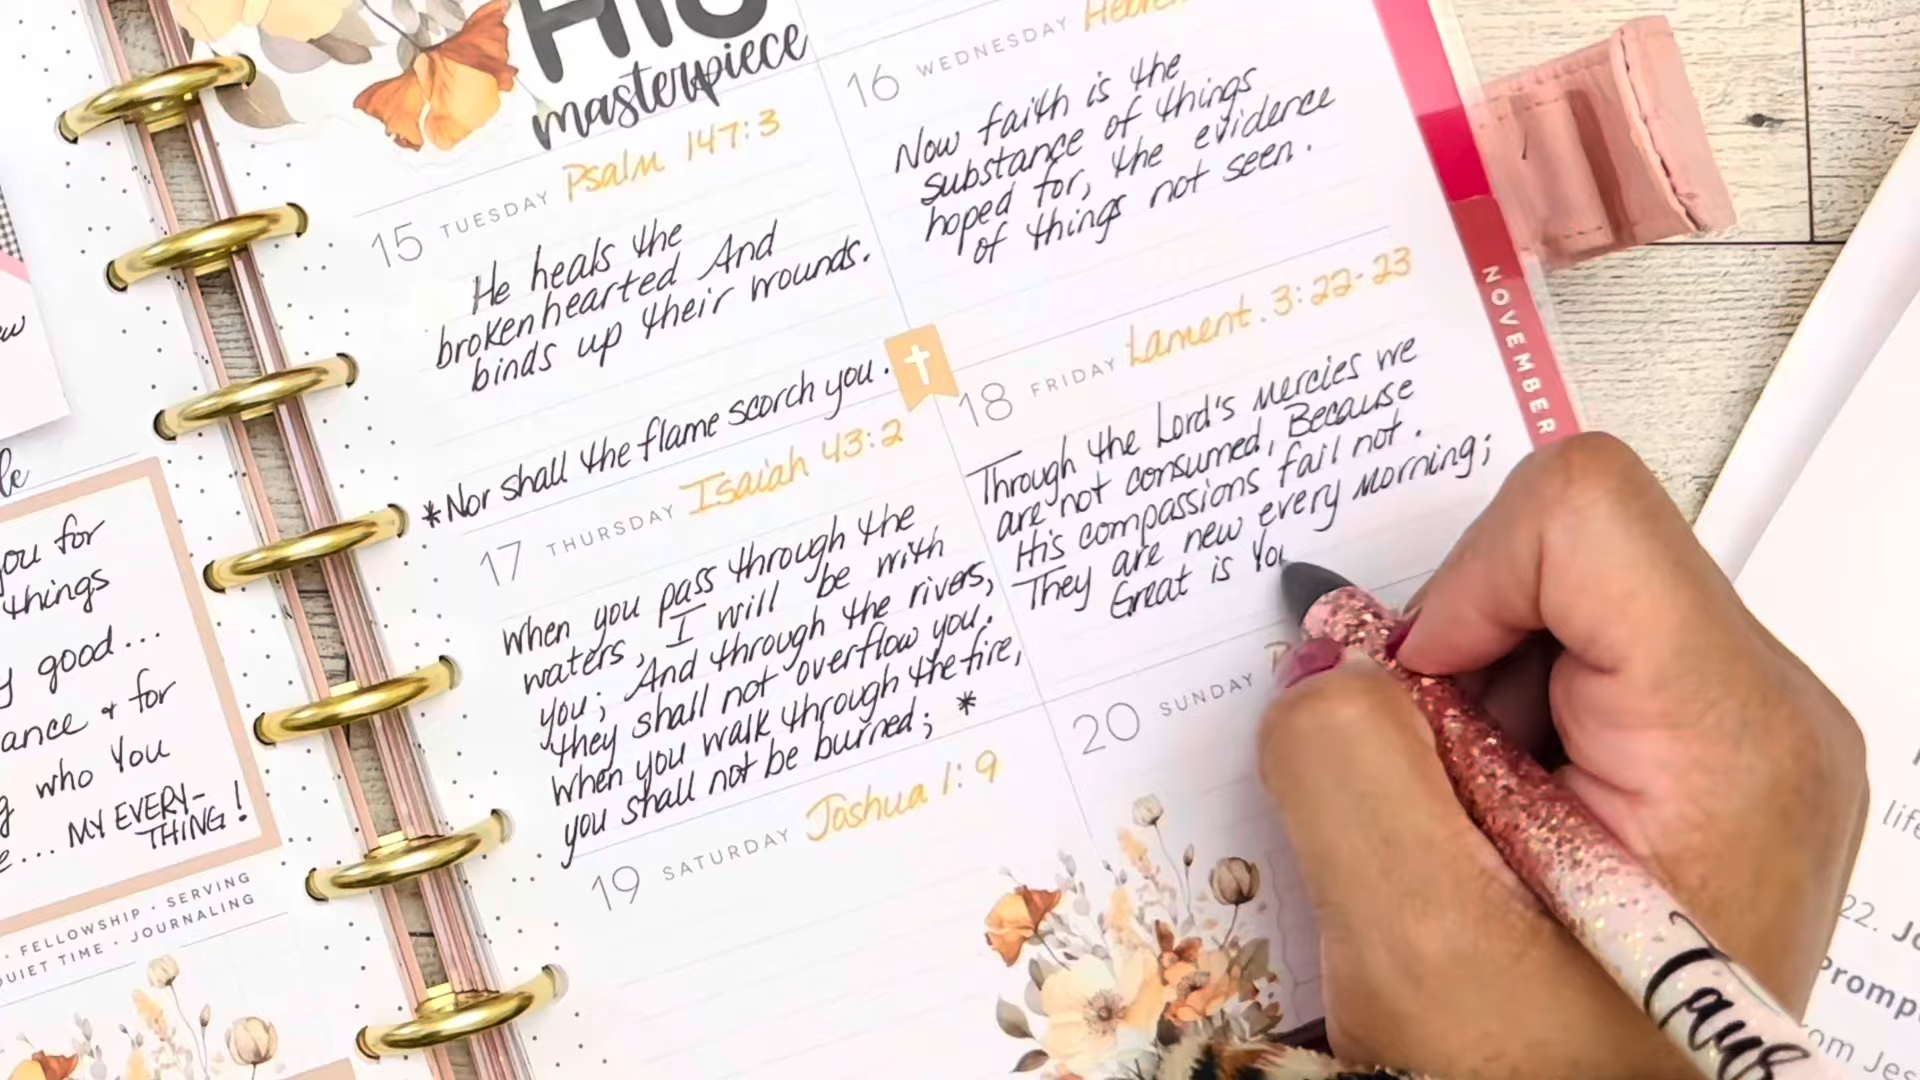 HIS
masterpiece
15 TUESDAY Psalm 147:3
He heals the
brokenhearted And
binds up their wounds.
*Nor shall the flame scorch you.
17 THURSDAY Isaiah 43:2
When you pass through the
waters, I will be with
you; And through the rivers,
they shall not overflow you.
When you walk through the fire,
you shall not be burned; *
19 SATURDAY Joshua 1:9
16 WEDNESDAY
Now faith is the
substance of things
hoped for, the evidence
of things not seen.
18 FRIDAY Lament. 3:22-23
Through the Lord's Mercies we
are not consumed, Because
His compassions fail not.
They are new every Morning;
Great is You
20 SUNDAY
NOVEMBER
you for
things
good...
& for
who You
MY EVERY-
THING!
FELLOWSHIP · SERVING
QUIET TIME · JOURNALING
life
22.
Promp